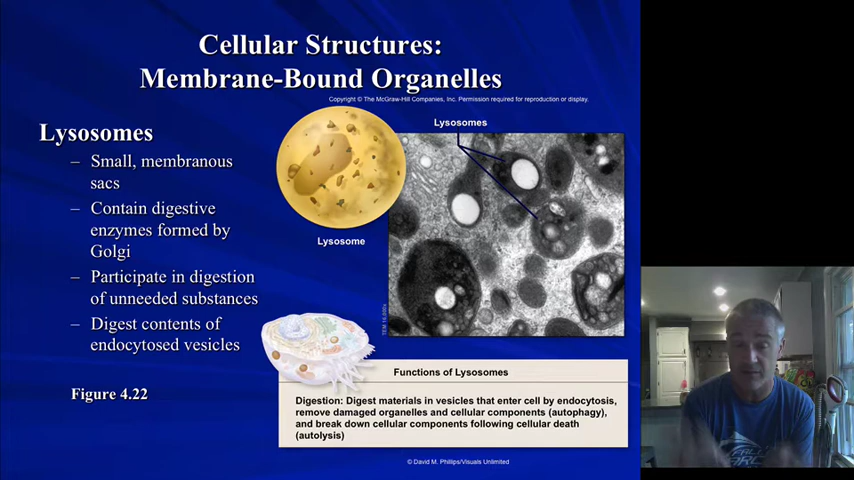 Cellular Structures:
Membrane-Bound Organelles
Copyright © The McGraw-Hill Companies, Inc. Permission required for reproduction or display.
Lysosomes
– Small, membranous
sacs
– Contain digestive
enzymes formed by
Golgi
– Participate in digestion
of unneeded substances
– Digest contents of
endocytosed vesicles
Figure 4.22
Lysosomes
Lysosome
Functions of Lysosomes
Digestion: Digest materials in vesicles that enter cell by endocytosis,
remove damaged organelles and cellular components (autophagy),
and break down cellular components following cellular death
(autolysis)
© David M. Phillips/Visuals Unlimited